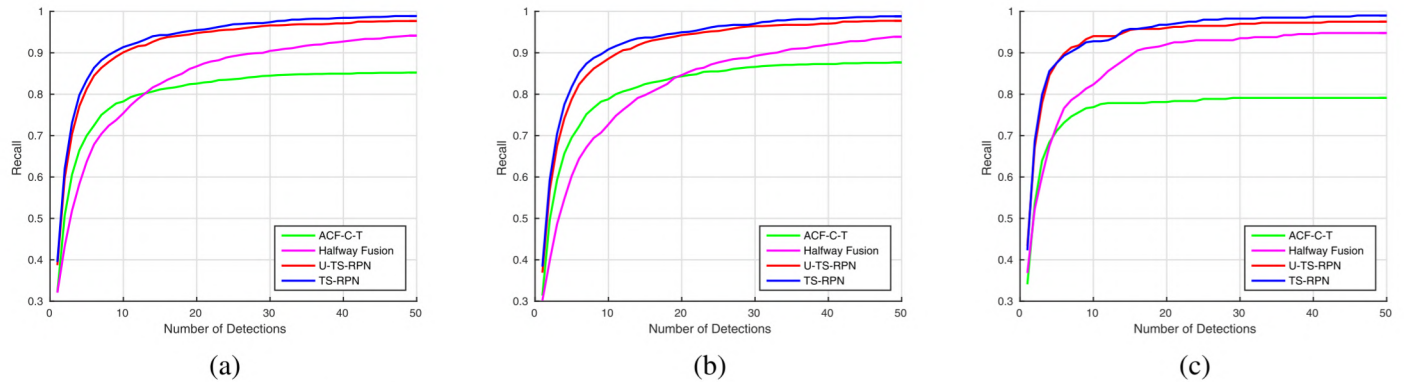 1
0.9
0.8
0.7
0.6
0.5
0.4
0.3
Recall
0 10 20 30 40 50
Number of Detections
ACF-C-T
Halfway Fusion
U-TS-RPN
TS-RPN
(a)
1
0.9
0.8
0.7
0.6
0.5
0.4
0.3
Recall
0 10 20 30 40 50
Number of Detections
ACF-C-T
Halfway Fusion
U-TS-RPN
TS-RPN
(b)
1
0.9
0.8
0.7
0.6
0.5
0.4
0.3
Recall
0 10 20 30 40 50
Number of Detections
ACF-C-T
Halfway Fusion
U-TS-RPN
TS-RPN
(c)